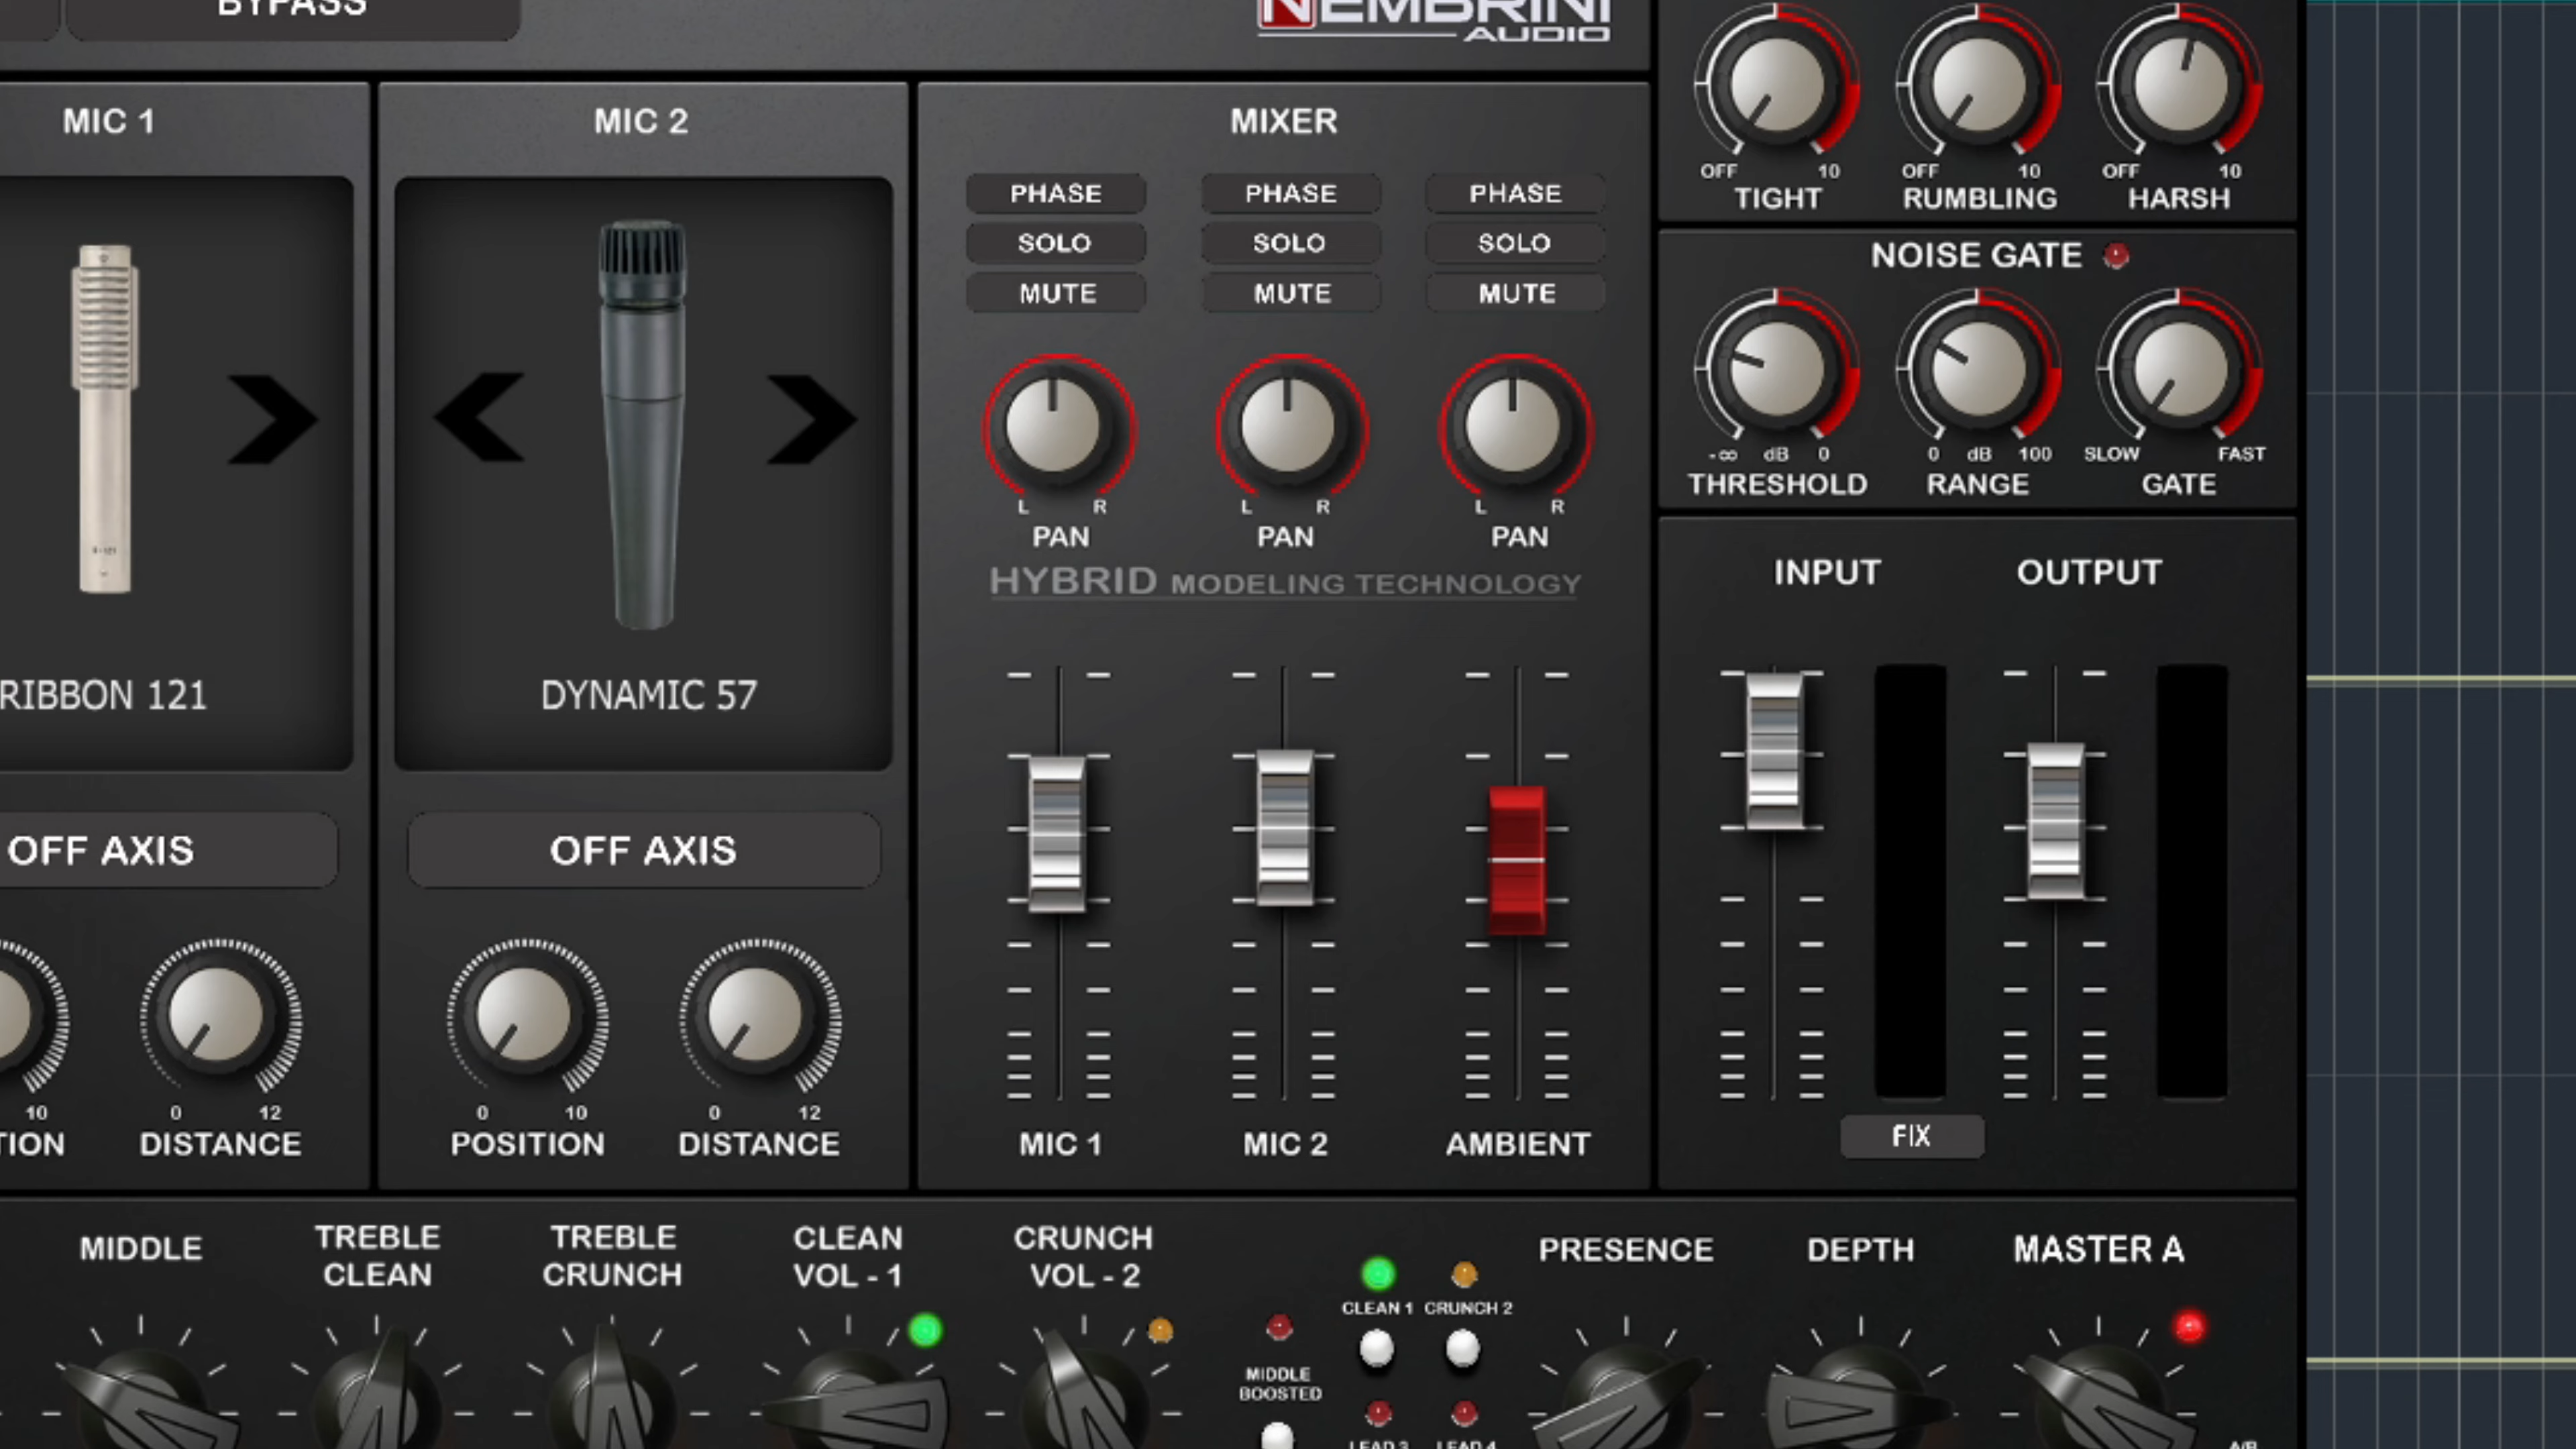 BYPASS
NEMBRINI
AUDIO
MIC 1
MIC 2
MIXER
PHASE PHASE PHASE
SOLO SOLO SOLO
MUTE MUTE MUTE
L R L R L R
PAN PAN PAN
HYBRID MODELING TECHNOLOGY
RIBBON 121
DYNAMIC 57
OFF AXIS
OFF AXIS
10 0 12
DISTANCE
0 10 0 12
POSITION DISTANCE
MIC 1 MIC 2 AMBIENT
OFF 10 OFF 10 OFF 10
TIGHT RUMBLING HARSH
NOISE GATE
-∞ dB 0 0 dB 100 SLOW FAST
THRESHOLD RANGE GATE
INPUT OUTPUT
FIX
MIDDLE
TREBLE
CLEAN
TREBLE
CRUNCH
CLEAN
VOL - 1
CRUNCH
VOL - 2
MIDDLE
BOOSTED
CLEAN 1 CRUNCH 2
LEAD 3 LEAD 4
PRESENCE DEPTH MASTER A
A/B